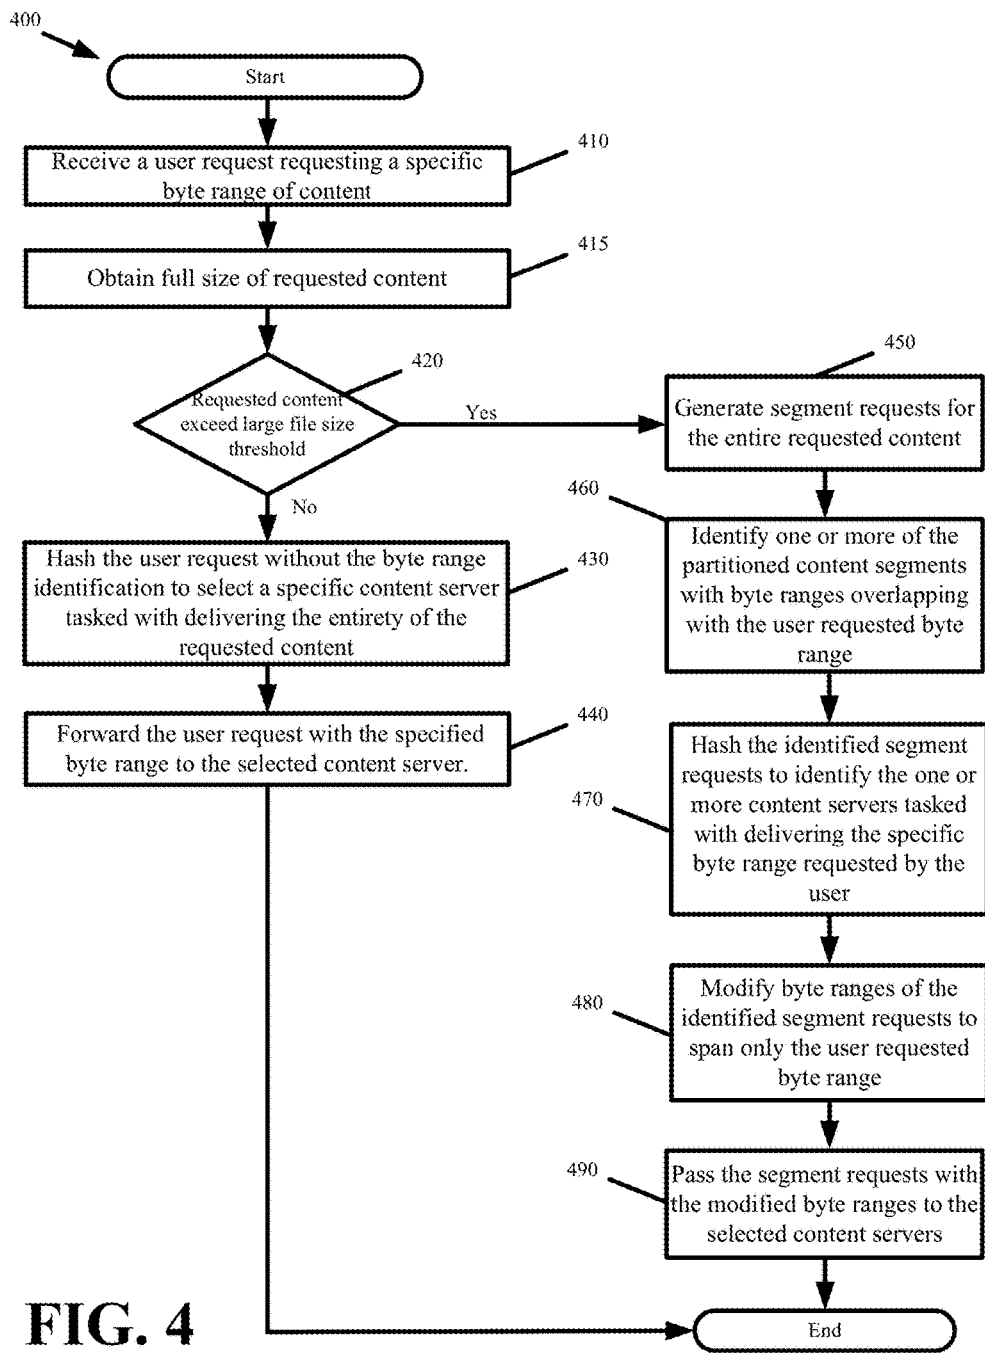 400
Start
410
Receive a user request requesting a specific
byte range of content
415
Obtain full size of requested content
420
Requested content
exceed large file size
threshold
Yes
No
430
Hash the user request without the byte range
identification to select a specific content server
tasked with delivering the entirety of the
requested content
440
Forward the user request with the specified
byte range to the selected content server.
450
Generate segment requests for
the entire requested content
460
Identify one or more of the
partitioned content segments
with byte ranges overlapping
with the user requested byte
range
470
Hash the identified segment
requests to identify the one or
more content servers tasked
with delivering the specific
byte range requested by the
user
480
Modify byte ranges of the
identified segment requests to
span only the user requested
byte range
490
Pass the segment requests with
the modified byte ranges to the
selected content servers
End
FIG. 4